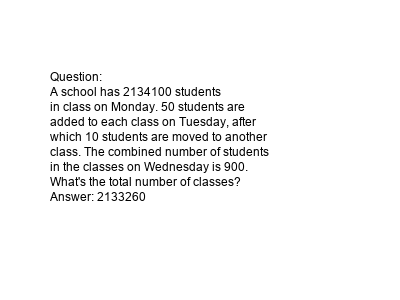 Question:
A school has 2134100 students
in class on Monday. 50 students are
added to each class on Tuesday, after
which 10 students are moved to another
class. The combined number of students
in the classes on Wednesday is 900.
What's the total number of classes?
Answer: 2133260